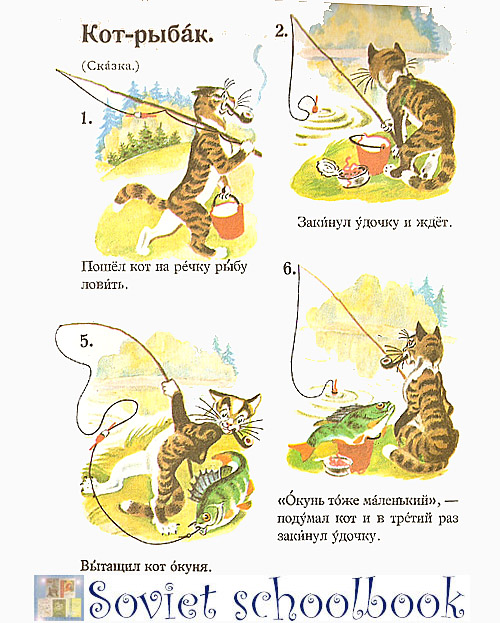 Кот-рыба́к.
(Ска́зка.)
1.
Пошёл кот на ре́чку ры́бу
лови́ть.
2.
Заки́нул у́дочку и ждёт.
5.
Вы́тащил кот о́куня.
6.
«О́кунь то́же ма́ленький», —
поду́мал кот и в тре́тий раз
заки́нул у́дочку.
Soviet schoolbook